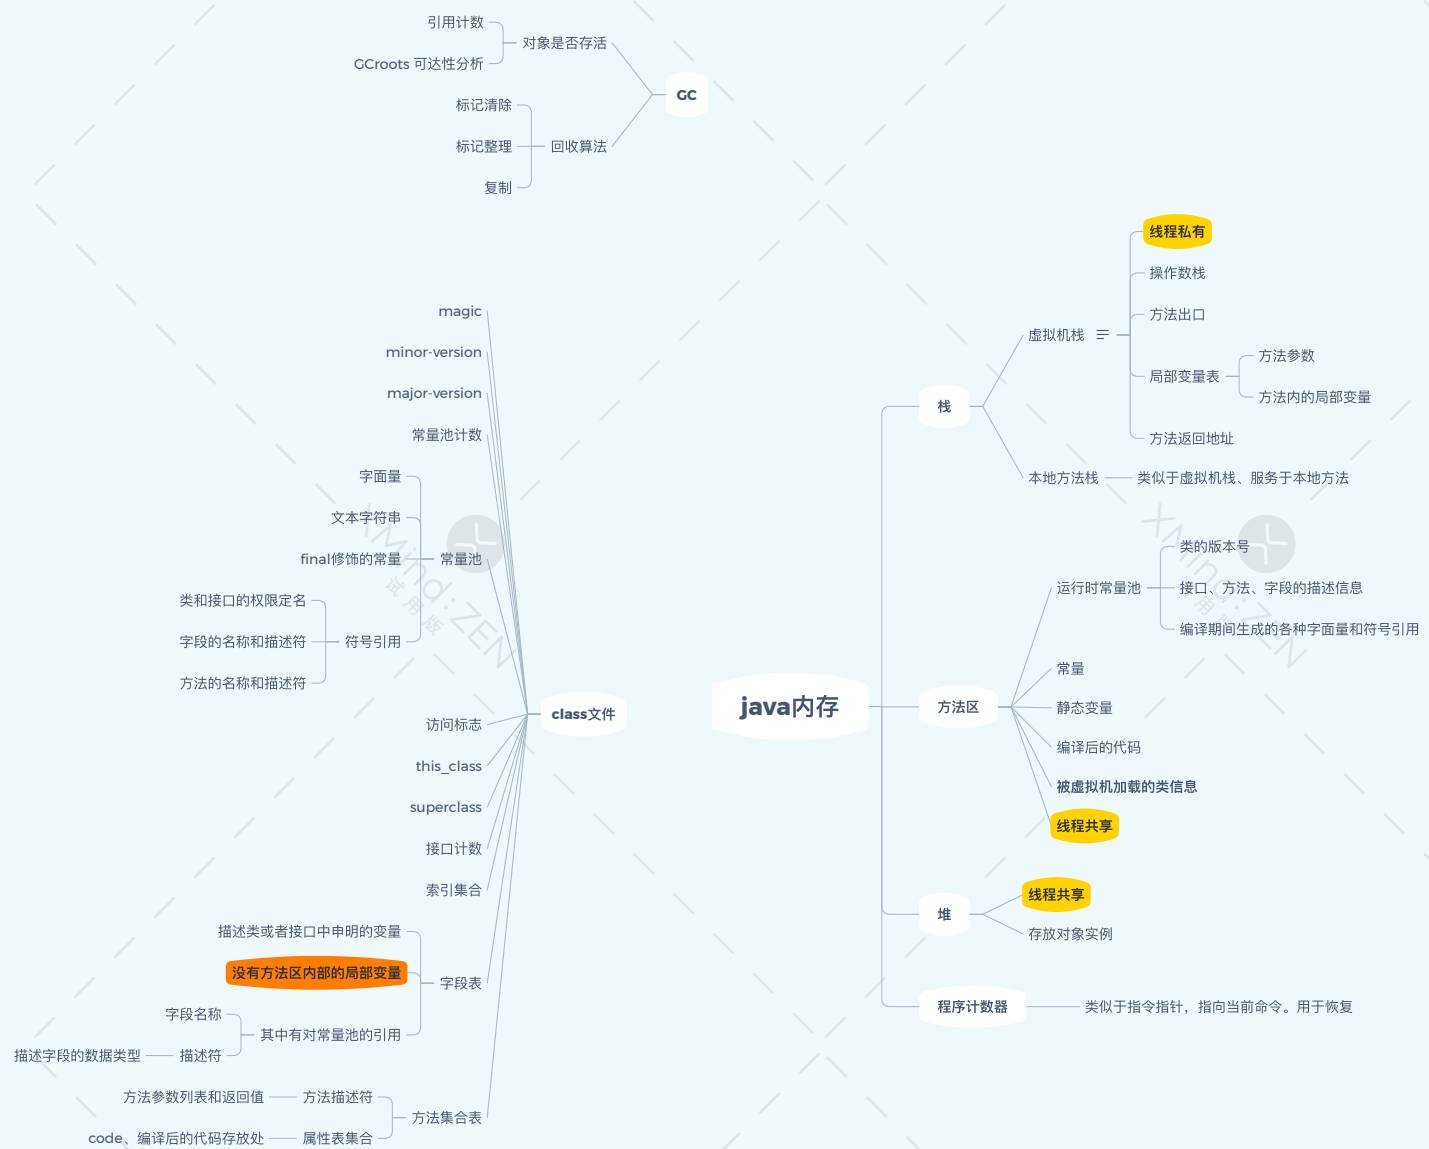 引用计数
对象是否存活
GCroots 可达性分析
GC
标记清除
标记整理
回收算法
复制
magic
minor-version
major-version
常量池计数
字面量
文本字符串
final修饰的常量
常量池
类和接口的权限定名
字段的名称和描述符
符号引用
方法的名称和描述符
class文件
访问标志
this_class
superclass
接口计数
索引集合
描述类或者接口中申明的变量
没有方法区内部的局部变量
字段表
字段名称
其中有对常量池的引用
描述字段的数据类型
描述符
方法参数列表和返回值
方法描述符
方法集合表
code、编译后的代码存放处
属性表集合
java内存
栈
虚拟机栈
线程私有
操作数栈
方法出口
局部变量表
方法参数
方法内的局部变量
方法返回地址
本地方法栈
类似于虚拟机栈、服务于本地方法
方法区
运行时常量池
类的版本号
接口、方法、字段的描述信息
编译期间生成的各种字面量和符号引用
常量
静态变量
编译后的代码
被虚拟机加载的类信息
线程共享
堆
线程共享
存放对象实例
程序计数器
类似于指令指针，指向当前命令。用于恢复
XMind:ZEN
试用版
XMind:ZEN
用